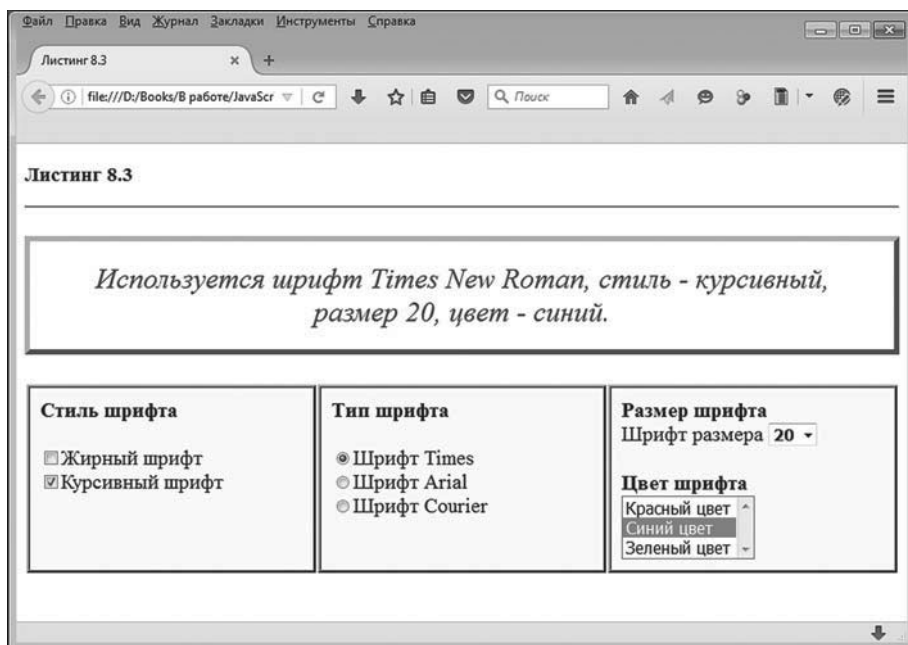 Файл Правка Вид Журнал Закладки Инструменты Справка
Листинг 8.3
file:///D:/Books/В работе/JavaScr
Поиск
Листинг 8.3
Используется шрифт Times New Roman, стиль - курсивный,
размер 20, цвет - синий.
Стиль шрифта
Жирный шрифт
Курсивный шрифт
Тип шрифта
Шрифт Times
Шрифт Arial
Шрифт Courier
Размер шрифта
Шрифт размера 20
Цвет шрифта
Красный цвет
Синий цвет
Зеленый цвет